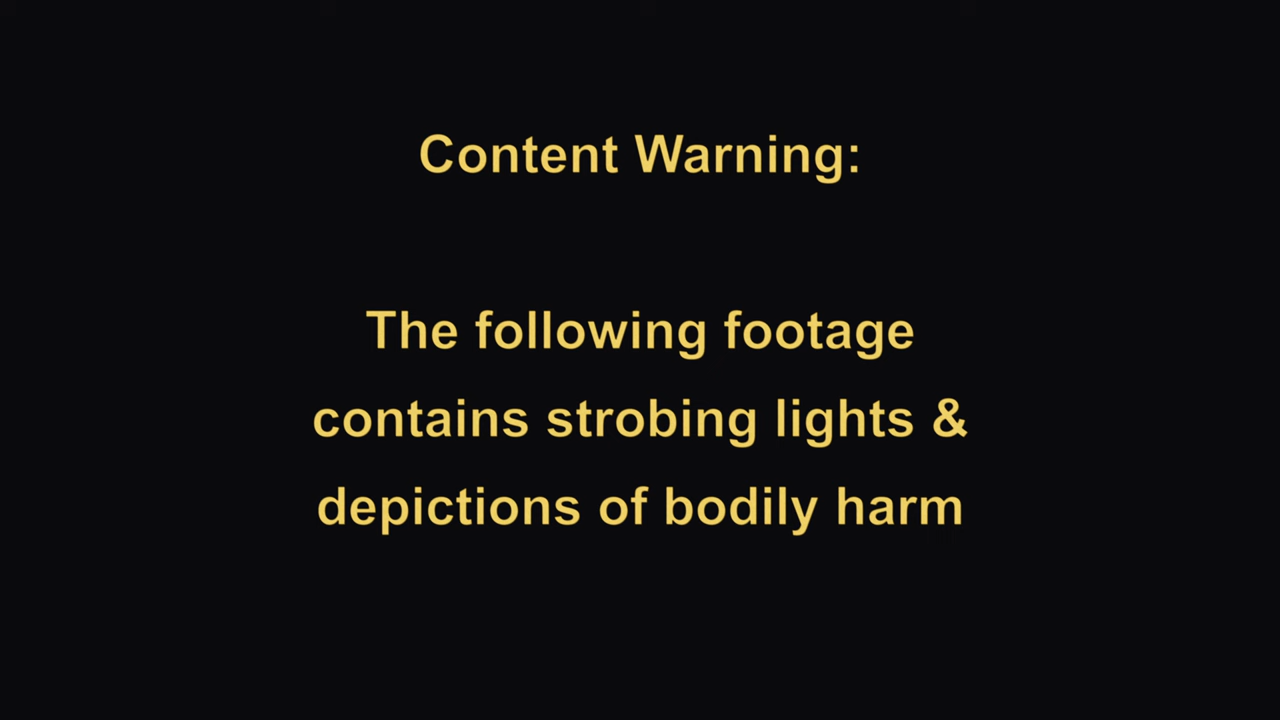 Content Warning:
The following footage
contains strobing lights &
depictions of bodily harm